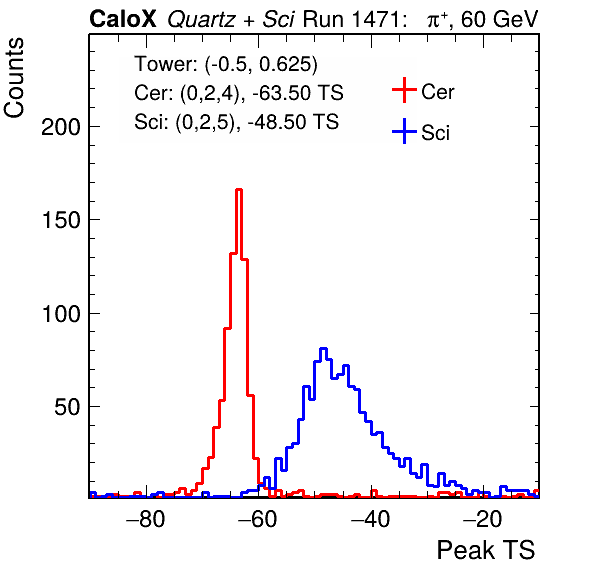 CaloX Quartz + Sci Run 1471: π⁺, 60 GeV
Counts
Tower: (-0.5, 0.625)
Cer: (0,2,4), -63.50 TS
Sci: (0,2,5), -48.50 TS
Cer
Sci
200
150
100
50
−80 −60 −40 −20
Peak TS